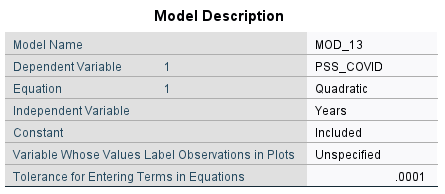 Model Description
Model Name MOD_13
Dependent Variable 1 PSS_COVID
Equation 1 Quadratic
Independent Variable Years
Constant Included
Variable Whose Values Label Observations in Plots Unspecified
Tolerance for Entering Terms in Equations .0001